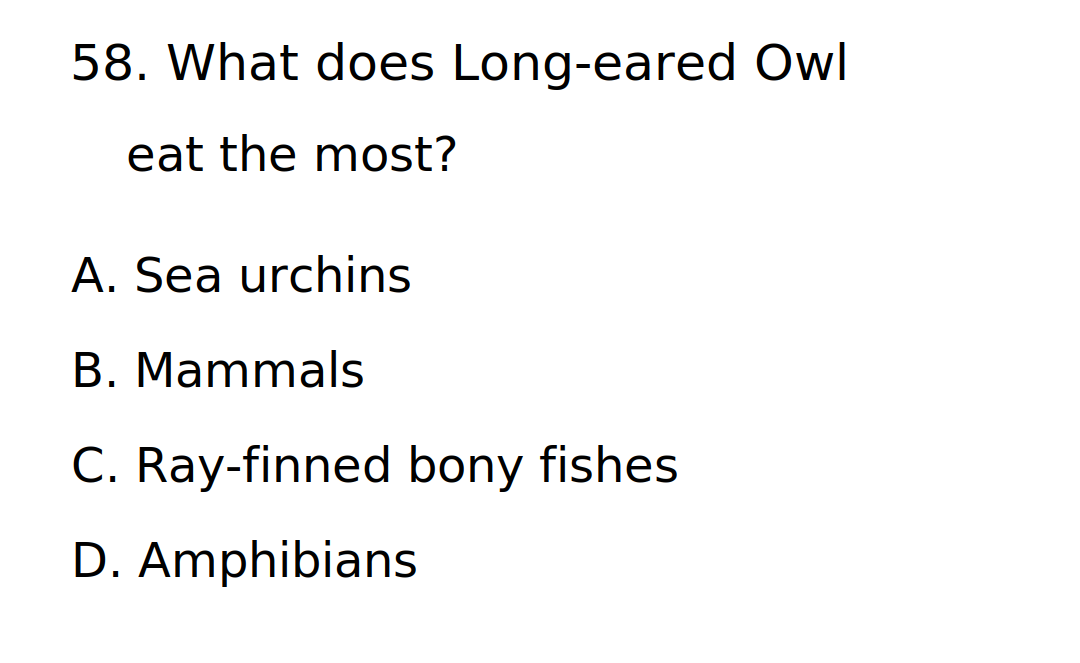 58. What does Long-eared Owl
eat the most?
A. Sea urchins
B. Mammals
C. Ray-finned bony fishes
D. Amphibians